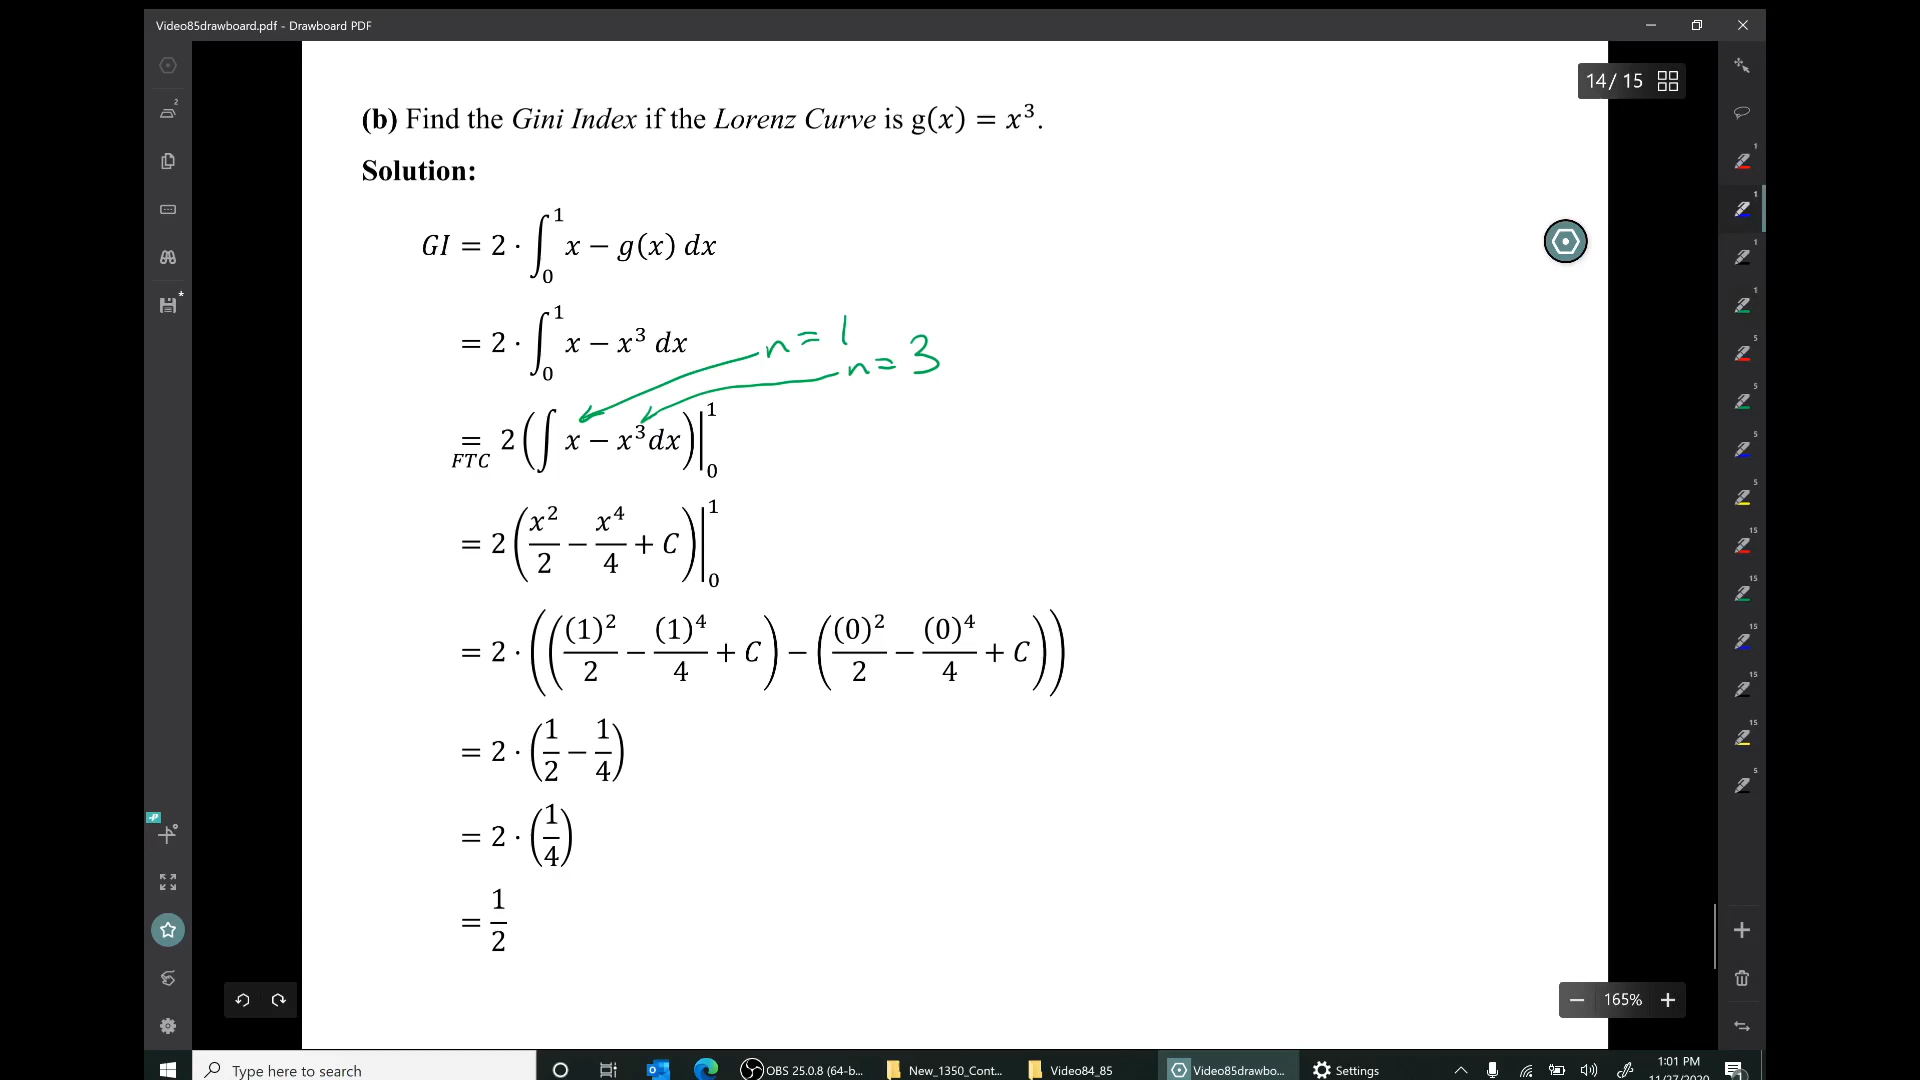 Video85drawboard.pdf - Drawboard PDF
14/ 15
(b) Find the Gini Index if the Lorenz Curve is g(x) = x³.
Solution:
GI = 2 · ∫₀¹ x − g(x) dx
= 2 · ∫₀¹ x − x³ dx
n = 1
n = 3
=FTC 2(∫ x − x³dx)|₀¹
= 2(x²/2 − x⁴/4 + C)|₀¹
= 2 · (((1)²/2 − (1)⁴/4 + C) − ((0)²/2 − (0)⁴/4 + C))
= 2 · (1/2 − 1/4)
= 2 · (1/4)
= 1/2
165%
Type here to search
OBS 25.0.8 (64-b...
New_1350_Cont...
Video84_85
Video85drawbo...
Settings
1:01 PM